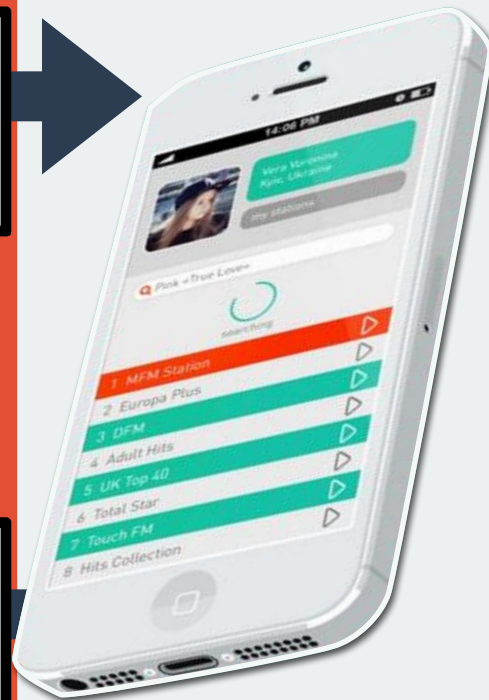 14:06 PM
Vera Voronina
Kyiv, Ukraine
my stations
Pink «True Love»
searching
1 MFM Station
2 Europa Plus
3 DFM
4 Adult Hits
5 UK Top 40
6 Total Star
7 Touch FM
8 Hits Collection